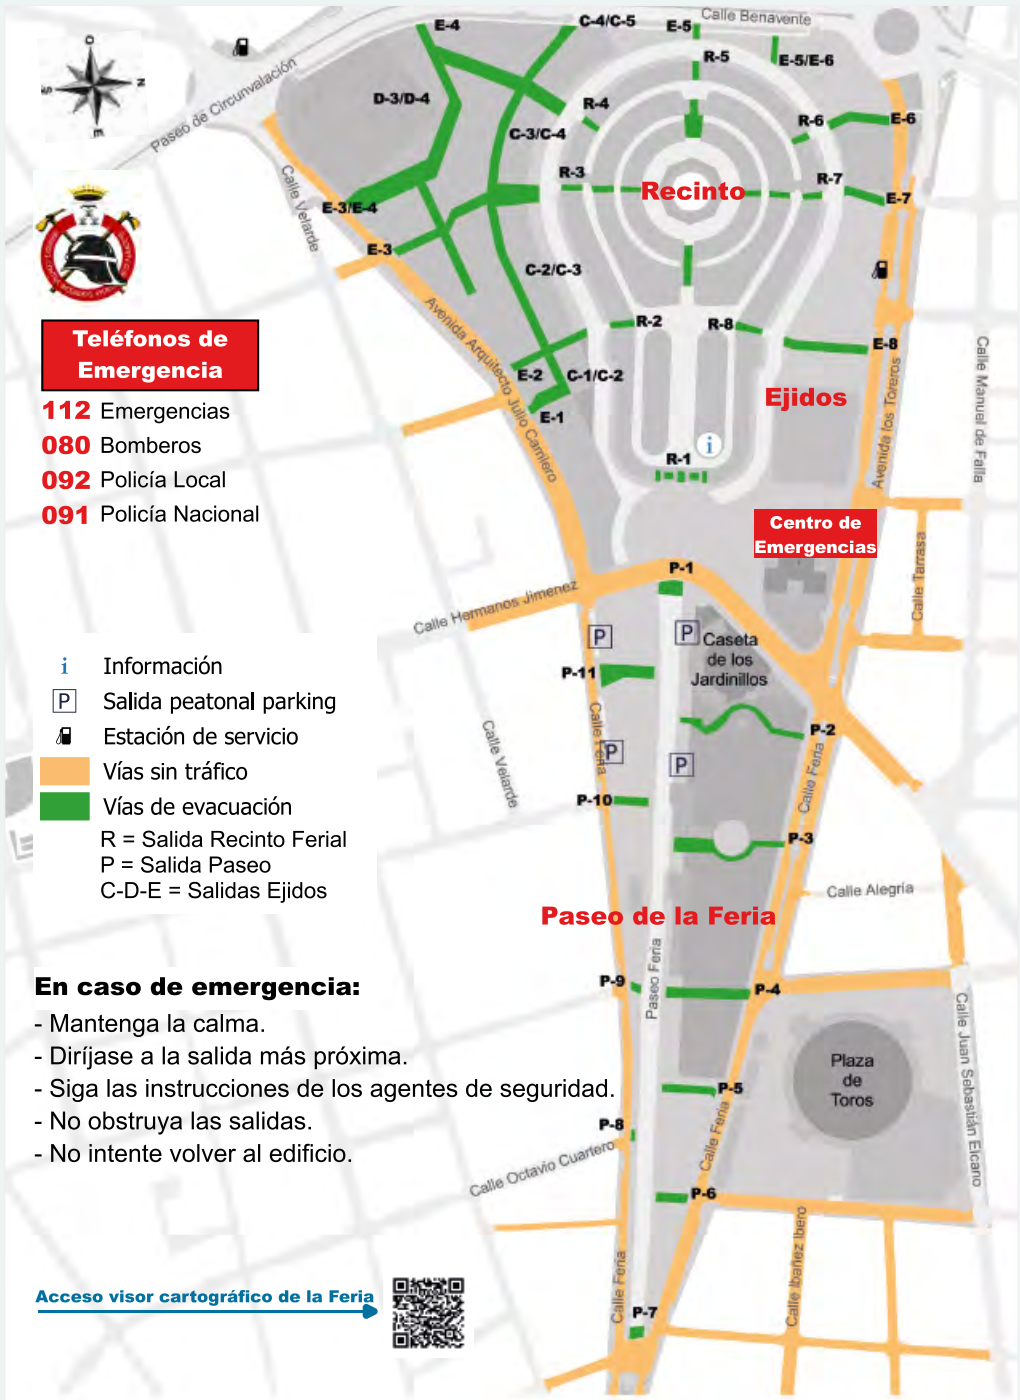 Calle Benavente
C-4/C-5
E-4
E-5
R-5
E-5/E-6
O
N
S
E
Paseo de Circunvalación
D-3/D-4
R-4
C-3/C-4
R-6
E-6
Calle Velarde
R-3
Recinto
R-7
E-7
E-3/E-4
E-3
C-2/C-3
Avenida Arquitecto Julio Carrilero
R-2
R-8
E-8
E-2
C-1/C-2
E-1
Ejidos
Avenida los Toreros
Calle Manuel de Falla
R-1
i
Teléfonos de
Emergencia
112 Emergencias
080 Bomberos
092 Policía Local
091 Policía Nacional
Centro de
Emergencias
Calle Tarrasa
P-1
Calle Hermanos Jimenez
P
P
Caseta
de los
Jardinillos
P-11
Calle Feria
P-2
Calle Feria
Calle Velarde
P
P
P-10
P-3
Calle Alegría
i Información
P Salida peatonal parking
Estación de servicio
Vías sin tráfico
Vías de evacuación
R = Salida Recinto Ferial
P = Salida Paseo
C-D-E = Salidas Ejidos
Paseo de la Feria
Paseo Feria
P-9
P-4
Plaza
de
Toros
Calle Juan Sebastián Elcano
P-5
P-8
Calle Feria
Calle Octavio Cuartero
P-6
Calle Ibañez Ibero
Calle Feria
P-7
En caso de emergencia:
- Mantenga la calma.
- Diríjase a la salida más próxima.
- Siga las instrucciones de los agentes de seguridad.
- No obstruya las salidas.
- No intente volver al edificio.
Acceso visor cartográfico de la Feria